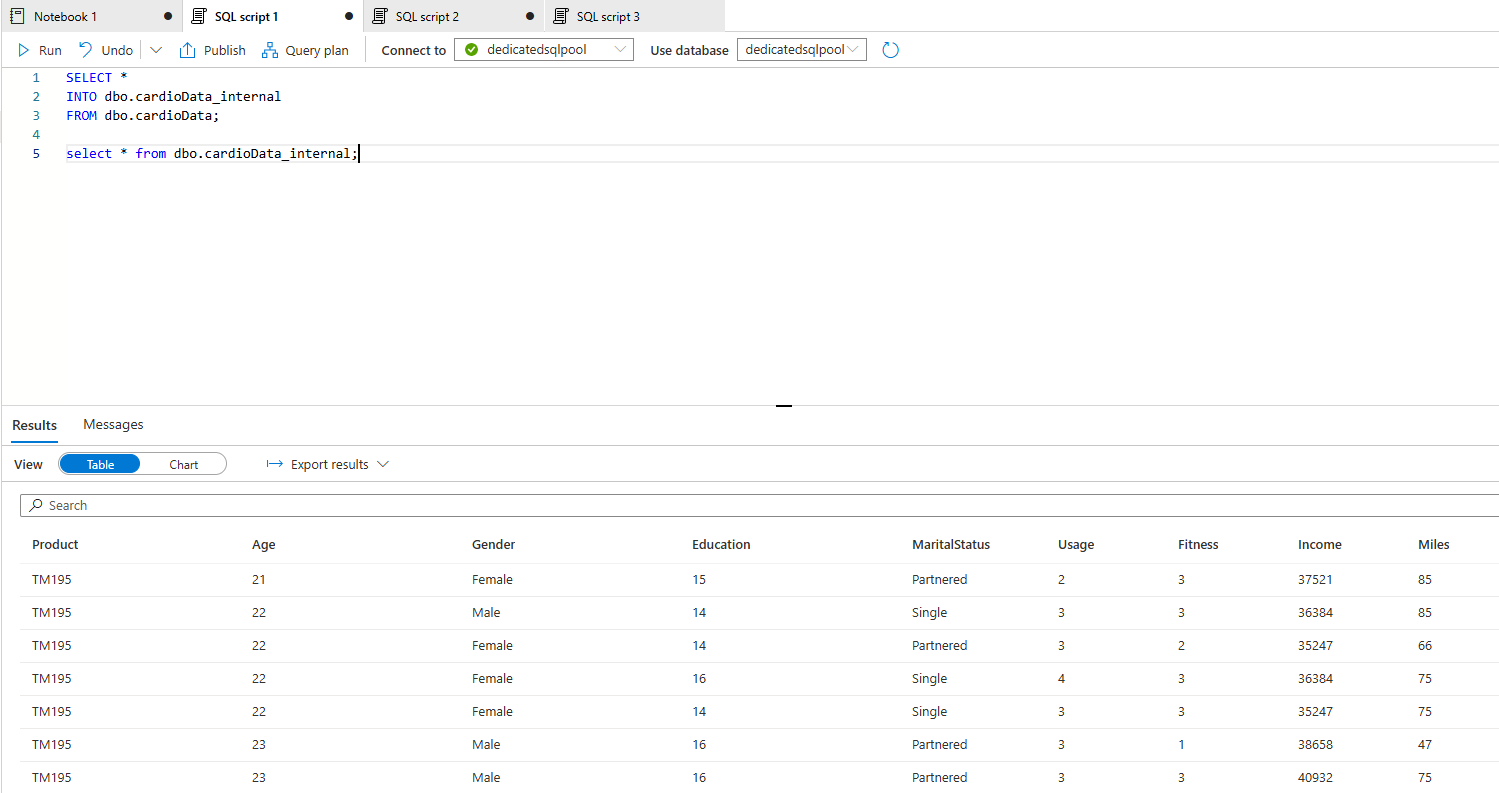 Notebook 1 SQL script 1 SQL script 2 SQL script 3
Run Undo Publish Query plan Connect to dedicatedsqlpool Use database dedicatedsqlpool
1 SELECT *
2 INTO dbo.cardioData_internal
3 FROM dbo.cardioData;
4
5 select * from dbo.cardioData_internal;
Results Messages
View Table Chart Export results
Search
Product Age Gender Education MaritalStatus Usage Fitness Income Miles
TM195 21 Female 15 Partnered 2 3 37521 85
TM195 22 Male 14 Single 3 3 36384 85
TM195 22 Female 14 Partnered 3 2 35247 66
TM195 22 Female 16 Single 4 3 36384 75
TM195 22 Female 14 Single 3 3 35247 75
TM195 23 Male 16 Partnered 3 1 38658 47
TM195 23 Male 16 Partnered 3 3 40932 75